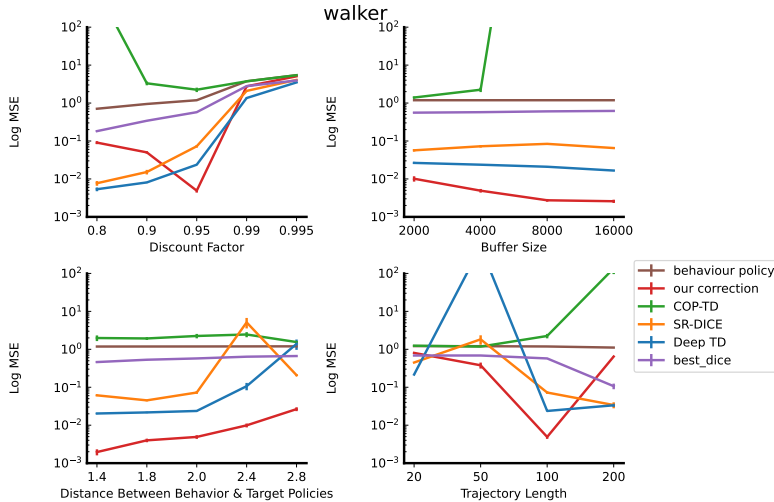 walker
10²
10¹
10⁰
10⁻¹
10⁻²
10⁻³
Log MSE
0.8 0.9 0.95 0.99 0.995
Discount Factor
10²
10¹
10⁰
10⁻¹
10⁻²
10⁻³
Log MSE
2000 4000 8000 16000
Buffer Size
10²
10¹
10⁰
10⁻¹
10⁻²
10⁻³
Log MSE
1.4 1.8 2.0 2.4 2.8
Distance Between Behavior & Target Policies
10²
10¹
10⁰
10⁻¹
10⁻²
10⁻³
Log MSE
20 50 100 200
Trajectory Length
behaviour policy
our correction
COP-TD
SR-DICE
Deep TD
best_dice